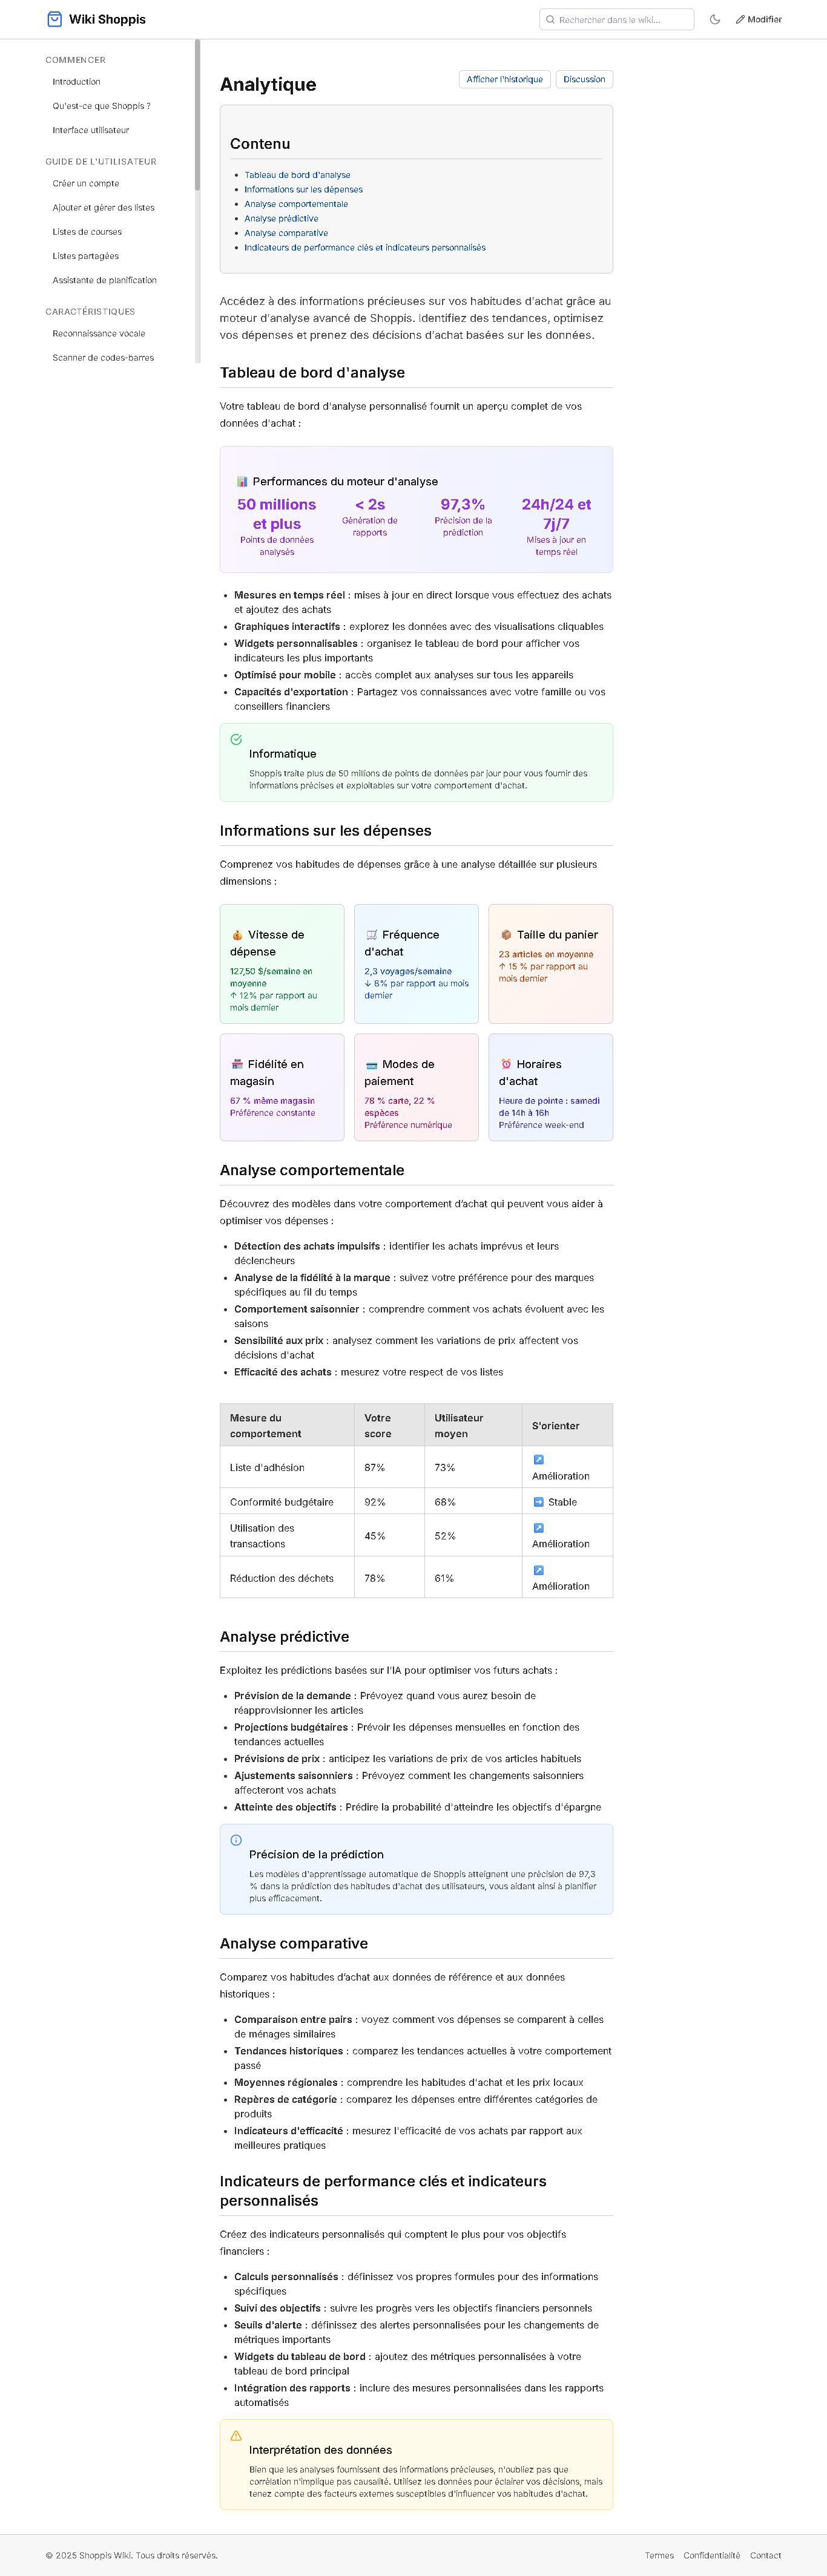 Wiki Shoppis
Rechercher dans le wiki...
Modifier
COMMENCER
Introduction
Qu'est-ce que Shoppis ?
Interface utilisateur
GUIDE DE L'UTILISATEUR
Créer un compte
Ajouter et gérer des listes
Listes de courses
Listes partagées
Assistante de planification
CARACTÉRISTIQUES
Reconnaissance vocale
Scanner de codes-barres
Analytique
Afficher l'historique
Discussion
Contenu
Tableau de bord d'analyse
Informations sur les dépenses
Analyse comportementale
Analyse prédictive
Analyse comparative
Indicateurs de performance clés et indicateurs personnalisés
Accédez à des informations précieuses sur vos habitudes d'achat grâce au
moteur d'analyse avancé de Shoppis. Identifiez des tendances, optimisez
vos dépenses et prenez des décisions d'achat basées sur les données.
Tableau de bord d'analyse
Votre tableau de bord d'analyse personnalisé fournit un aperçu complet de vos
données d'achat :
Performances du moteur d'analyse
50 millions
et plus
Points de données
analysés
< 2s
Génération de
rapports
97,3%
Précision de la
prédiction
24h/24 et
7j/7
Mises à jour en
temps réel
Mesures en temps réel : mises à jour en direct lorsque vous effectuez des achats
et ajoutez des achats
Graphiques interactifs : explorez les données avec des visualisations cliquables
Widgets personnalisables : organisez le tableau de bord pour afficher vos
indicateurs les plus importants
Optimisé pour mobile : accès complet aux analyses sur tous les appareils
Capacités d'exportation : Partagez vos connaissances avec votre famille ou vos
conseillers financiers
Informatique
Shoppis traite plus de 50 millions de points de données par jour pour vous fournir des
informations précises et exploitables sur votre comportement d'achat.
Informations sur les dépenses
Comprenez vos habitudes de dépenses grâce à une analyse détaillée sur plusieurs
dimensions :
Vitesse de
dépense
127,50 $/semaine en
moyenne
↑ 12% par rapport au
mois dernier
Fréquence
d'achat
2,3 voyages/semaine
↓ 8% par rapport au mois
dernier
Taille du panier
23 articles en moyenne
↑ 15 % par rapport au
mois dernier
Fidélité en
magasin
67 % même magasin
Préférence constante
Modes de
paiement
78 % carte, 22 %
espèces
Préférence numérique
Horaires
d'achat
Heure de pointe : samedi
de 14h à 16h
Préférence week-end
Analyse comportementale
Découvrez des modèles dans votre comportement d'achat qui peuvent vous aider à
optimiser vos dépenses :
Détection des achats impulsifs : identifier les achats imprévus et leurs
déclencheurs
Analyse de la fidélité à la marque : suivez votre préférence pour des marques
spécifiques au fil du temps
Comportement saisonnier : comprendre comment vos achats évoluent avec les
saisons
Sensibilité aux prix : analysez comment les variations de prix affectent vos
décisions d'achat
Efficacité des achats : mesurez votre respect de vos listes
Mesure du
comportement
Votre
score
Utilisateur
moyen
S'orienter
Liste d'adhésion
87%
73%
↗ Amélioration
Conformité budgétaire
92%
68%
➡ Stable
Utilisation des
transactions
45%
52%
↗ Amélioration
Réduction des déchets
78%
61%
↗ Amélioration
Analyse prédictive
Exploitez les prédictions basées sur l'IA pour optimiser vos futurs achats :
Prévision de la demande : Prévoyez quand vous aurez besoin de
réapprovisionner les articles
Projections budgétaires : Prévoir les dépenses mensuelles en fonction des
tendances actuelles
Prévisions de prix : anticipez les variations de prix de vos articles habituels
Ajustements saisonniers : Prévoyez comment les changements saisonniers
affecteront vos achats
Atteinte des objectifs : Prédire la probabilité d'atteindre les objectifs d'épargne
Précision de la prédiction
Les modèles d'apprentissage automatique de Shoppis atteignent une précision de 97,3
% dans la prédiction des habitudes d'achat des utilisateurs, vous aidant ainsi à planifier
plus efficacement.
Analyse comparative
Comparez vos habitudes d'achat aux données de référence et aux données
historiques :
Comparaison entre pairs : voyez comment vos dépenses se comparent à celles
de ménages similaires
Tendances historiques : comparez les tendances actuelles à votre comportement
passé
Moyennes régionales : comprendre les habitudes d'achat et les prix locaux
Repères de catégorie : comparez les dépenses entre différentes catégories de
produits
Indicateurs d'efficacité : mesurez l'efficacité de vos achats par rapport aux
meilleures pratiques
Indicateurs de performance clés et indicateurs
personnalisés
Créez des indicateurs personnalisés qui comptent le plus pour vos objectifs
financiers :
Calculs personnalisés : définissez vos propres formules pour des informations
spécifiques
Suivi des objectifs : suivre les progrès vers les objectifs financiers personnels
Seuils d'alerte : définissez des alertes personnalisées pour les changements de
métriques importants
Widgets du tableau de bord : ajoutez des métriques personnalisées à votre
tableau de bord principal
Intégration des rapports : inclure des mesures personnalisées dans les rapports
automatisés
Interprétation des données
Bien que les analyses fournissent des informations précieuses, n'oubliez pas que
corrélation n'implique pas causalité. Utilisez les données pour éclairer vos décisions, mais
tenez compte des facteurs externes susceptibles d'influencer vos habitudes d'achat.
© 2025 Shoppis Wiki. Tous droits réservés.
Termes
Confidentialité
Contact